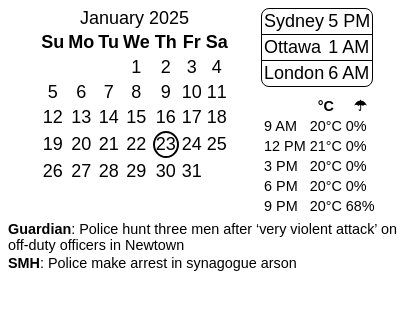 January 2025
Su Mo Tu We Th Fr Sa
1 2 3 4
5 6 7 8 9 10 11
12 13 14 15 16 17 18
19 20 21 22 23 24 25
26 27 28 29 30 31
Sydney 5 PM
Ottawa 1 AM
London 6 AM
°C ☂
9 AM 20°C 0%
12 PM 21°C 0%
3 PM 20°C 0%
6 PM 20°C 0%
9 PM 20°C 68%
Guardian: Police hunt three men after ‘very violent attack’ on
off-duty officers in Newtown
SMH: Police make arrest in synagogue arson